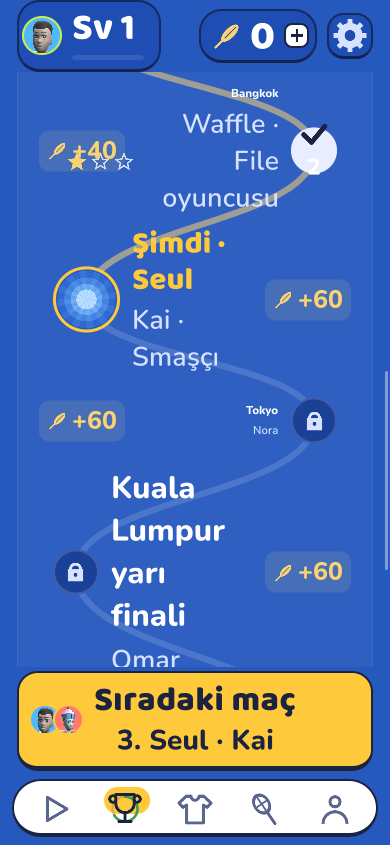 Sv 1
0
Bangkok
Waffle ·
File
oyuncusu
+40
2
Şimdi ·
Seul
Kai ·
Smaşçı
+60
+60
Tokyo
Nora
Kuala
Lumpur
yarı
finali
+60
Omar
Sıradaki maç
3. Seul · Kai